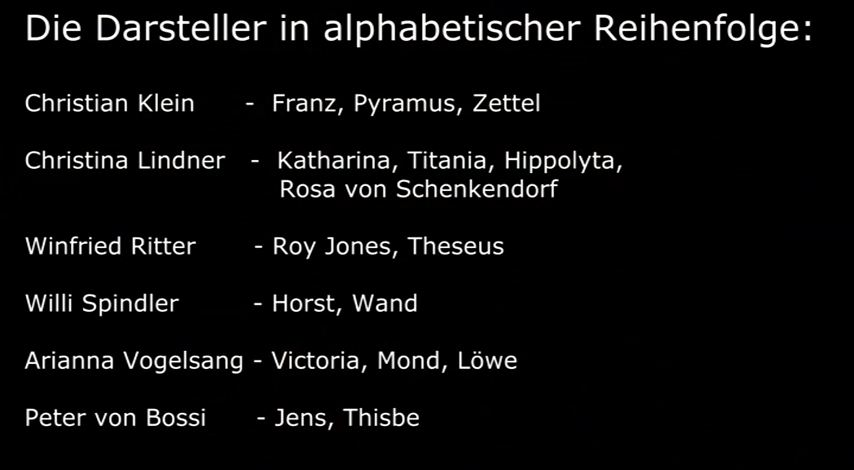 Die Darsteller in alphabetischer Reihenfolge:
Christian Klein - Franz, Pyramus, Zettel
Christina Lindner - Katharina, Titania, Hippolyta,
Rosa von Schenkendorf
Winfried Ritter - Roy Jones, Theseus
Willi Spindler - Horst, Wand
Arianna Vogelsang - Victoria, Mond, Löwe
Peter von Bossi - Jens, Thisbe